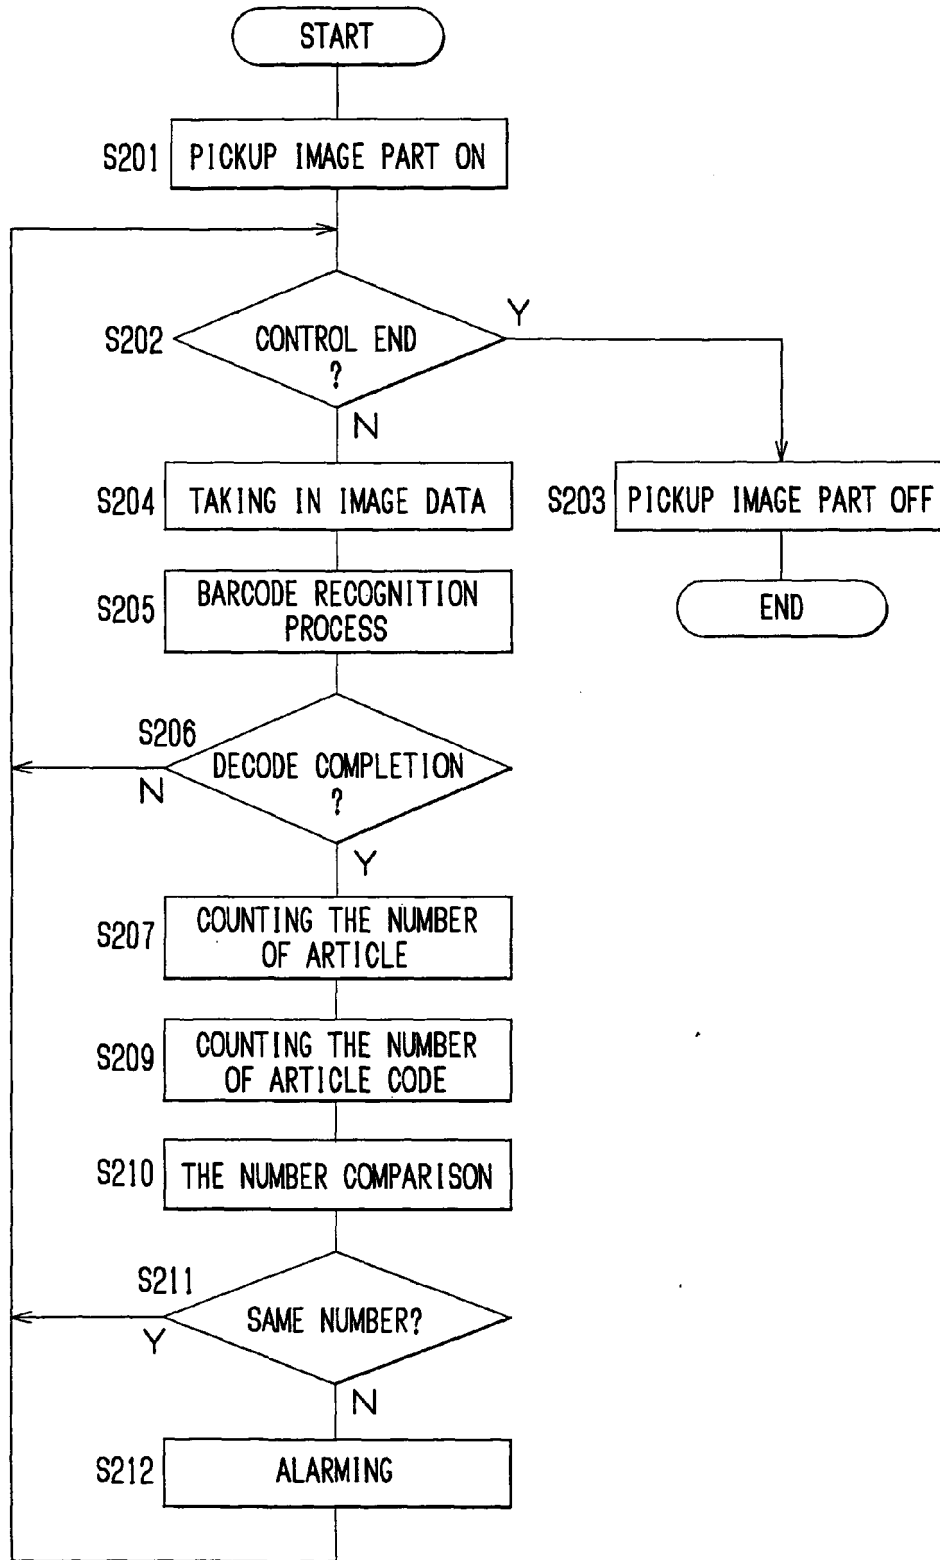 START
S201
PICKUP IMAGE PART ON
S202
CONTROL END
?
Y
N
S204
TAKING IN IMAGE DATA
S203
PICKUP IMAGE PART OFF
S205
BARCODE RECOGNITION
PROCESS
END
S206
DECODE COMPLETION
?
N
Y
S207
COUNTING THE NUMBER
OF ARTICLE
S209
COUNTING THE NUMBER
OF ARTICLE CODE
S210
THE NUMBER COMPARISON
S211
SAME NUMBER?
Y
N
S212
ALARMING